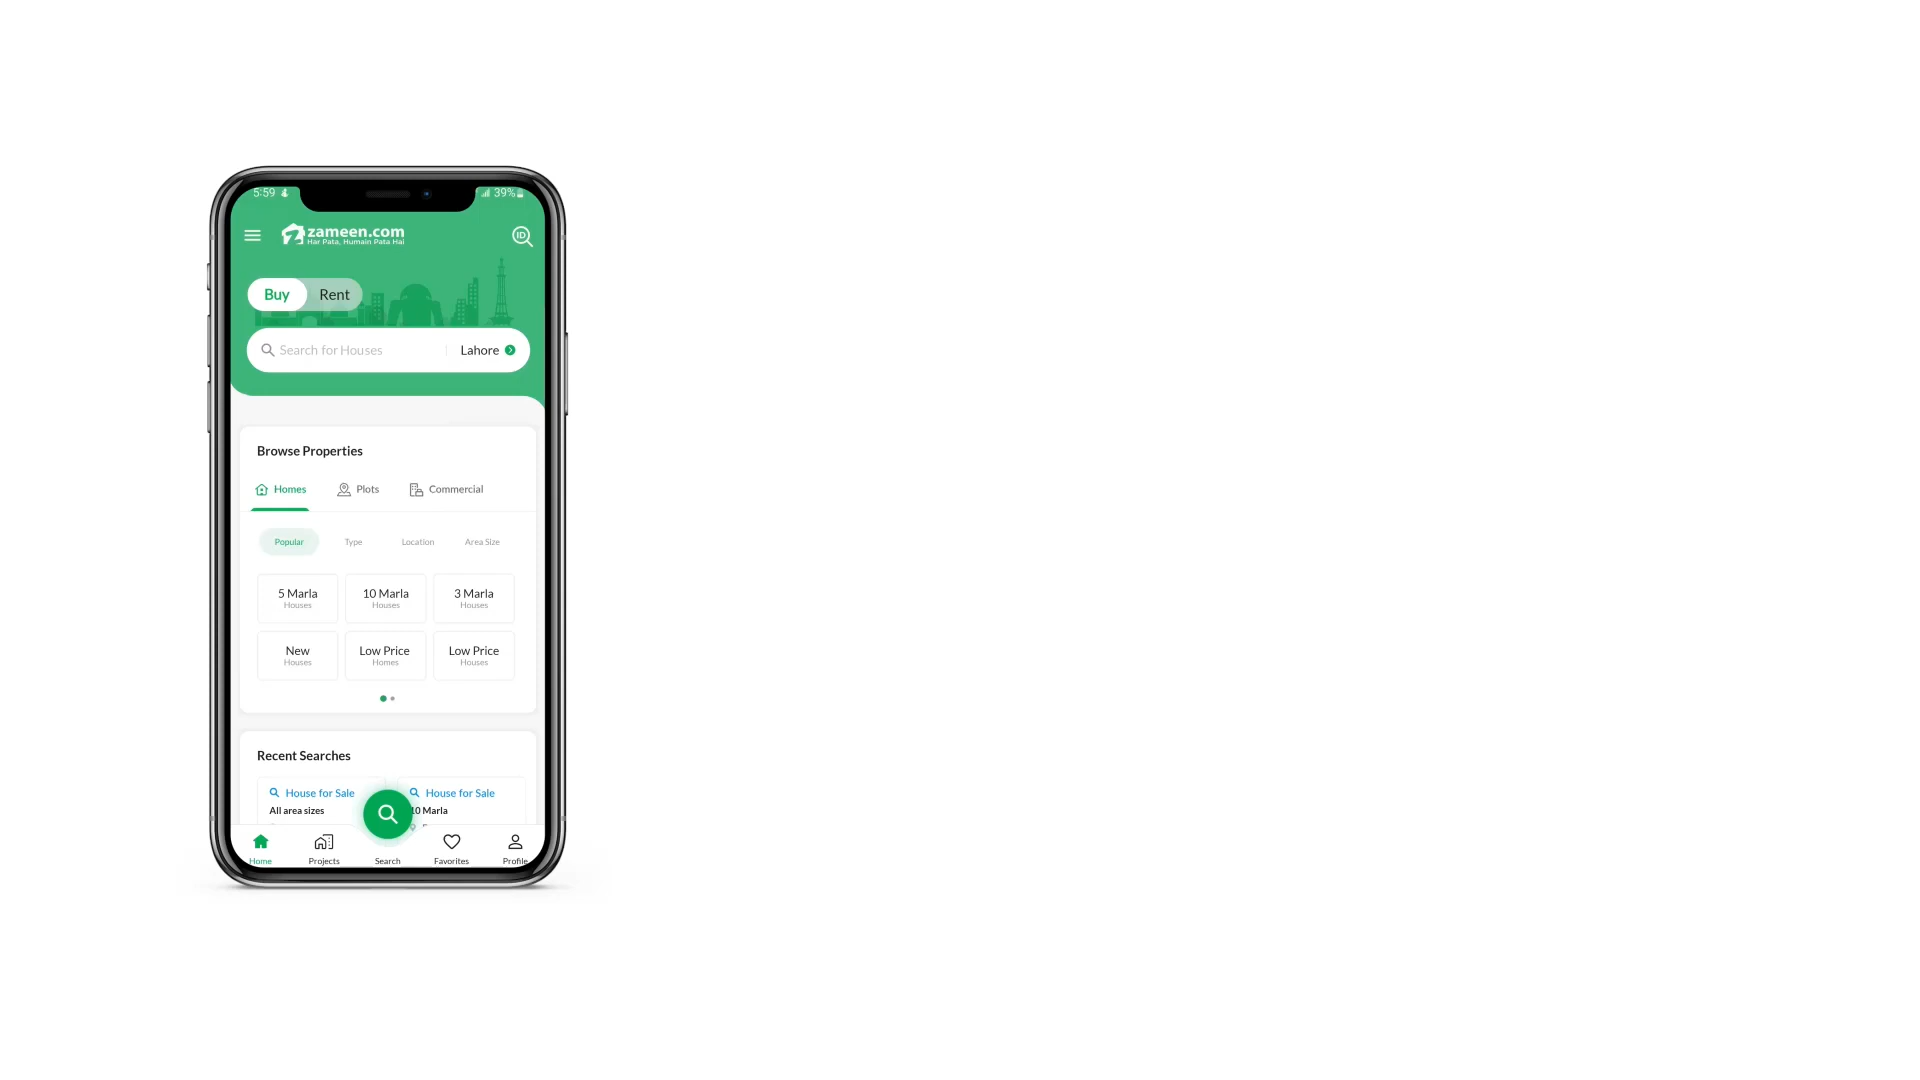 5:59
39%
zameen.com
Har Pata, Humain Pata Hai
ID
Buy Rent
Search for Houses Lahore
Browse Properties
Homes Plots Commercial
Popular Type Location Area Size
5 Marla 10 Marla 3 Marla
Houses Houses Houses
New Low Price Low Price
Houses Homes Houses
Recent Searches
House for Sale House for Sale
All area sizes 10 Marla
Home Projects Search Favorites Profile